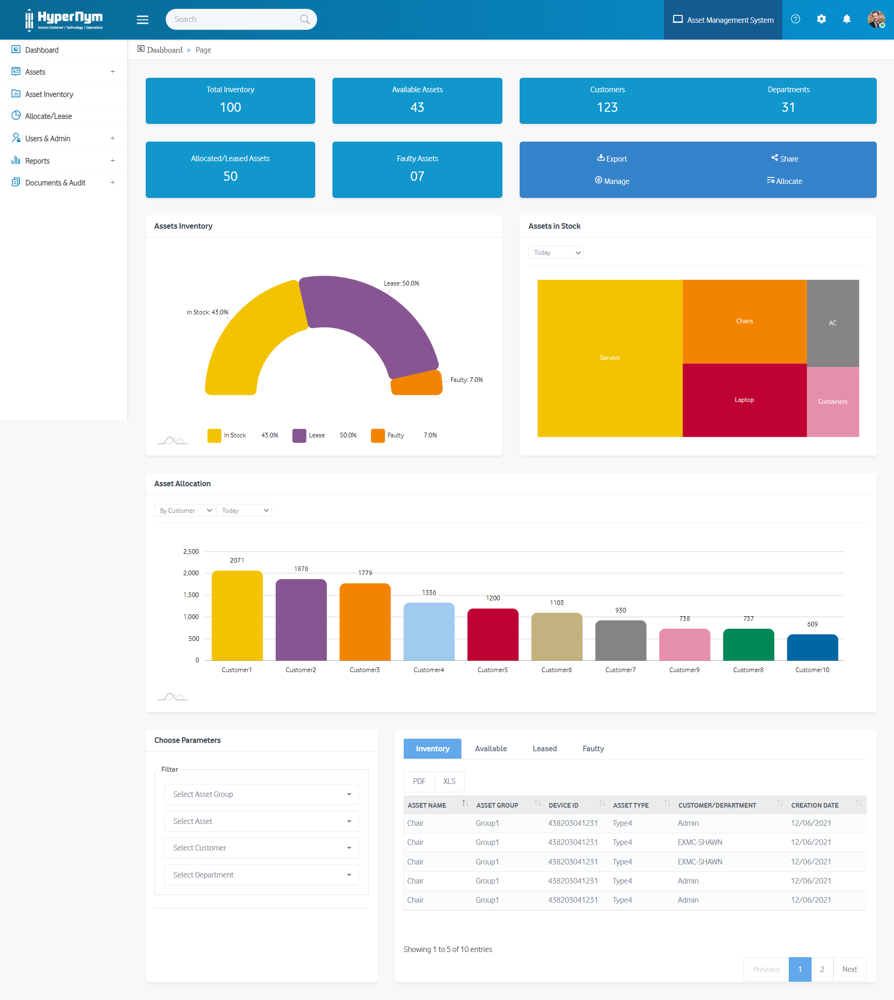 HyperNym
Human Centered | Technology | Operations
Search
Asset Management System
Dashboard
Assets +
Asset Inventory
Allocate/Lease
Users & Admin +
Reports +
Documents & Audit +
Dashboard » Page
Total Inventory
100
Available Assets
43
Customers
123
Departments
31
Allocated/Leased Assets
50
Faulty Assets
07
Export
Share
Manage
Allocate
Assets Inventory
Lease: 50.0%
In Stock: 43.0%
Faulty: 7.0%
In Stock 43.0% Lease 50.0% Faulty 7.0%
Assets in Stock
Today
Servers
Chairs
AC
Laptop
Containers
Asset Allocation
By Customer Today
2,500
2,000
1,500
1,000
500
0
2071
1876
1779
1336
1200
1103
930
738
737
609
Customer1 Customer2 Customer3 Customer4 Customer5 Customer6 Customer7 Customer9 Customer8 Customer10
Choose Parameters
Filter
Select Asset Group
Select Asset
Select Customer
Select Department
Inventory Available Leased Faulty
PDF XLS
ASSET NAME ASSET GROUP DEVICE ID ASSET TYPE CUSTOMER/DEPARTMENT CREATION DATE
Chair Group1 438203041231 Type4 Admin 12/06/2021
Chair Group1 438203041231 Type4 EXMC-SHAWN 12/06/2021
Chair Group1 438203041231 Type4 EXMC-SHAWN 12/06/2021
Chair Group1 438203041231 Type4 Admin 12/06/2021
Chair Group1 438203041231 Type4 Admin 12/06/2021
Showing 1 to 5 of 10 entries
Previous 1 2 Next